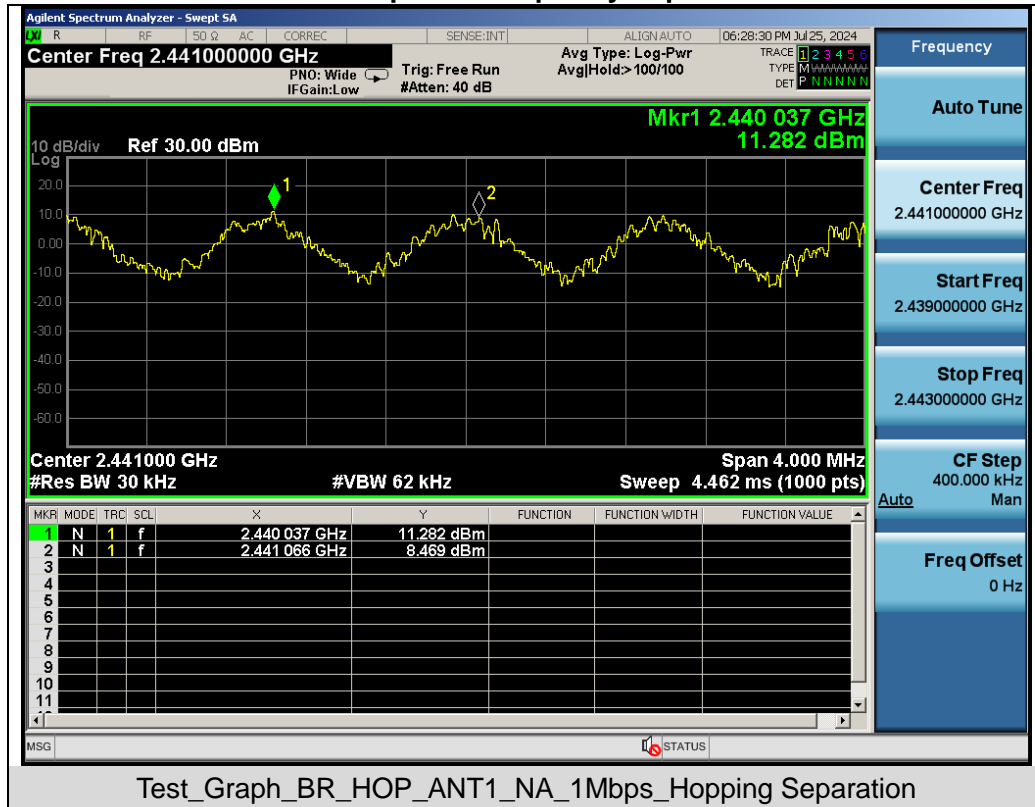 Agilent Spectrum Analyzer - Swept SA
LXI R RF 50 Ω AC CORREC SENSE:INT ALIGN AUTO 06:28:30 PM Jul 25, 2024
Center Freq 2.441000000 GHz
PNO: Wide
IFGain:Low
Trig: Free Run
#Atten: 40 dB
Avg Type: Log-Pwr
Avg|Hold:>100/100
TRACE 1 2 3 4 5 6
TYPE M W W W W W
DET P N N N N N
Mkr1 2.440 037 GHz
11.282 dBm
10 dB/div Ref 30.00 dBm
Log
20.0
10.0
0.00
-10.0
-20.0
-30.0
-40.0
-50.0
-60.0
1
2
Center 2.441000 GHz Span 4.000 MHz
#Res BW 30 kHz #VBW 62 kHz Sweep 4.462 ms (1000 pts)
MKR MODE TRC SCL X Y FUNCTION FUNCTION WIDTH FUNCTION VALUE
1 N 1 f 2.440 037 GHz 11.282 dBm
2 N 1 f 2.441 066 GHz 8.469 dBm
3
4
5
6
7
8
9
10
11
MSG STATUS
Frequency
Auto Tune
Center Freq
2.441000000 GHz
Start Freq
2.439000000 GHz
Stop Freq
2.443000000 GHz
CF Step
400.000 kHz
Auto Man
Freq Offset
0 Hz
Test_Graph_BR_HOP_ANT1_NA_1Mbps_Hopping Separation